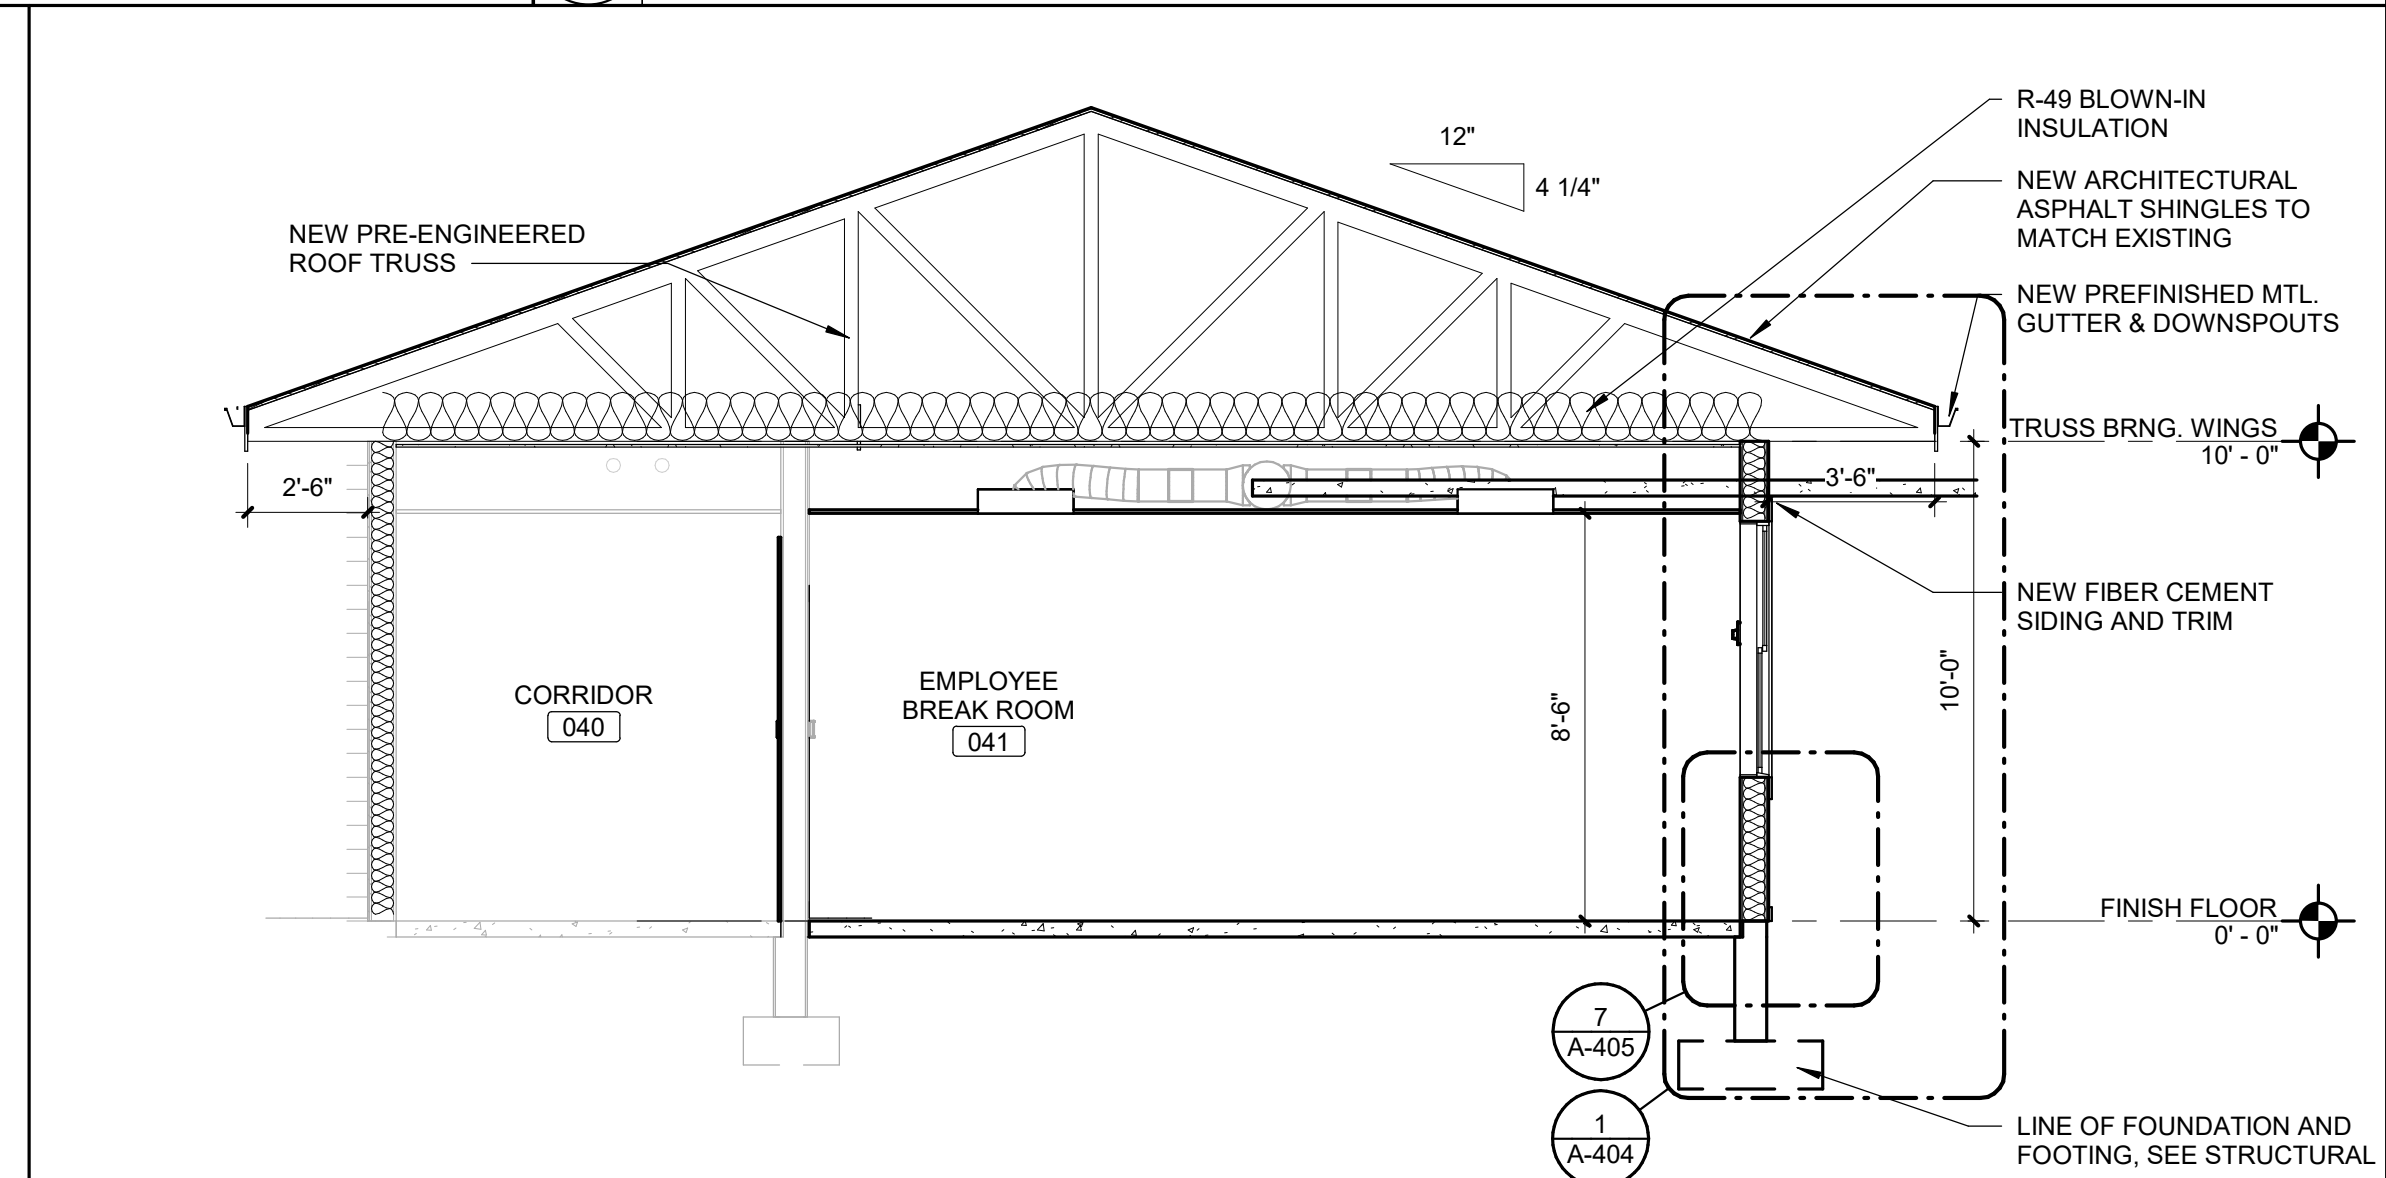 R-49 BLOWN-IN
INSULATION
12"
4 1/4"
NEW ARCHITECTURAL
ASPHALT SHINGLES TO
MATCH EXISTING
NEW PRE-ENGINEERED
ROOF TRUSS
NEW PREFINISHED MTL.
GUTTER & DOWNSPOUTS
TRUSS BRNG. WINGS
10' - 0"
2'-6"
3'-6"
NEW FIBER CEMENT
SIDING AND TRIM
CORRIDOR
040
EMPLOYEE
BREAK ROOM
041
8'-6"
10'-0"
FINISH FLOOR
0' - 0"
7
A-405
1
A-404
LINE OF FOUNDATION AND
FOOTING, SEE STRUCTURAL